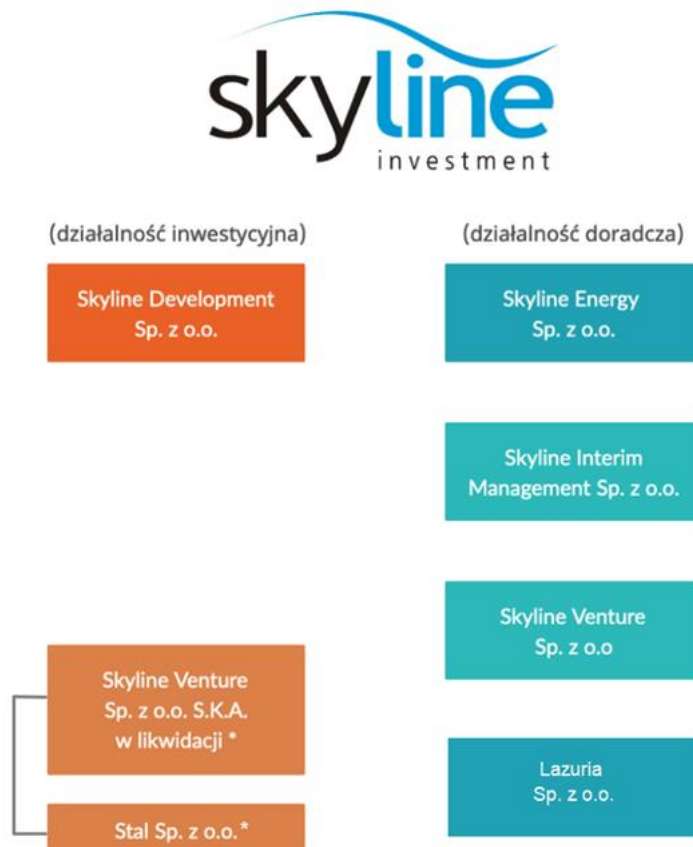 skyline
investment
(działalność inwestycyjna)
(działalność doradcza)
Skyline Development
Sp. z o.o.
Skyline Energy
Sp. z o.o.
Skyline Interim
Management Sp. z o.o.
Skyline Venture
Sp. z o.o
Skyline Venture
Sp. z o.o. S.K.A.
w likwidacji *
Lazuria
Sp. z o.o.
Stal Sp. z o.o.*